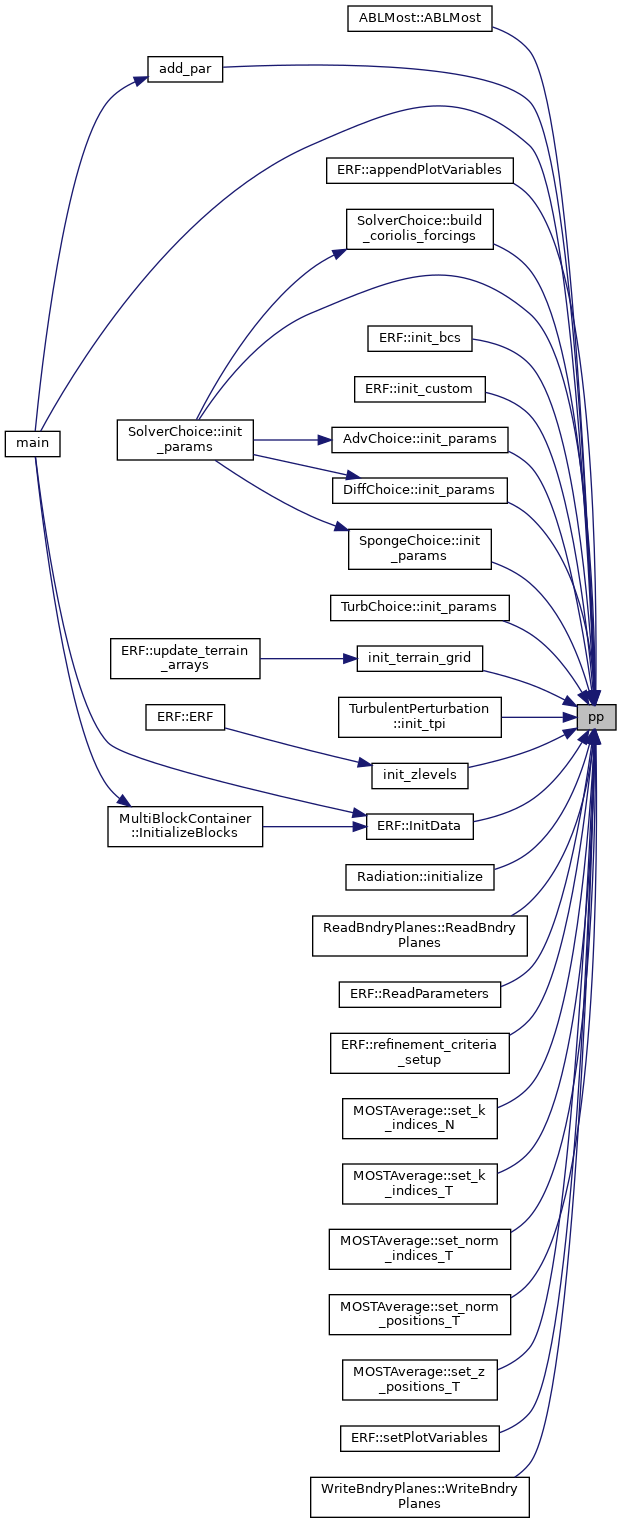 ABLMost::ABLMost
add_par
ERF::appendPlotVariables
SolverChoice::build
_coriolis_forcings
ERF::init_bcs
ERF::init_custom
main
SolverChoice::init
_params
AdvChoice::init_params
DiffChoice::init_params
SpongeChoice::init
_params
TurbChoice::init_params
ERF::update_terrain
_arrays
init_terrain_grid
ERF::ERF
TurbulentPerturbation
::init_tpi
pp
init_zlevels
MultiBlockContainer
::InitializeBlocks
ERF::InitData
Radiation::initialize
ReadBndryPlanes::ReadBndry
Planes
ERF::ReadParameters
ERF::refinement_criteria
_setup
MOSTAverage::set_k
_indices_N
MOSTAverage::set_k
_indices_T
MOSTAverage::set_norm
_indices_T
MOSTAverage::set_norm
_positions_T
MOSTAverage::set_z
_positions_T
ERF::setPlotVariables
WriteBndryPlanes::WriteBndry
Planes